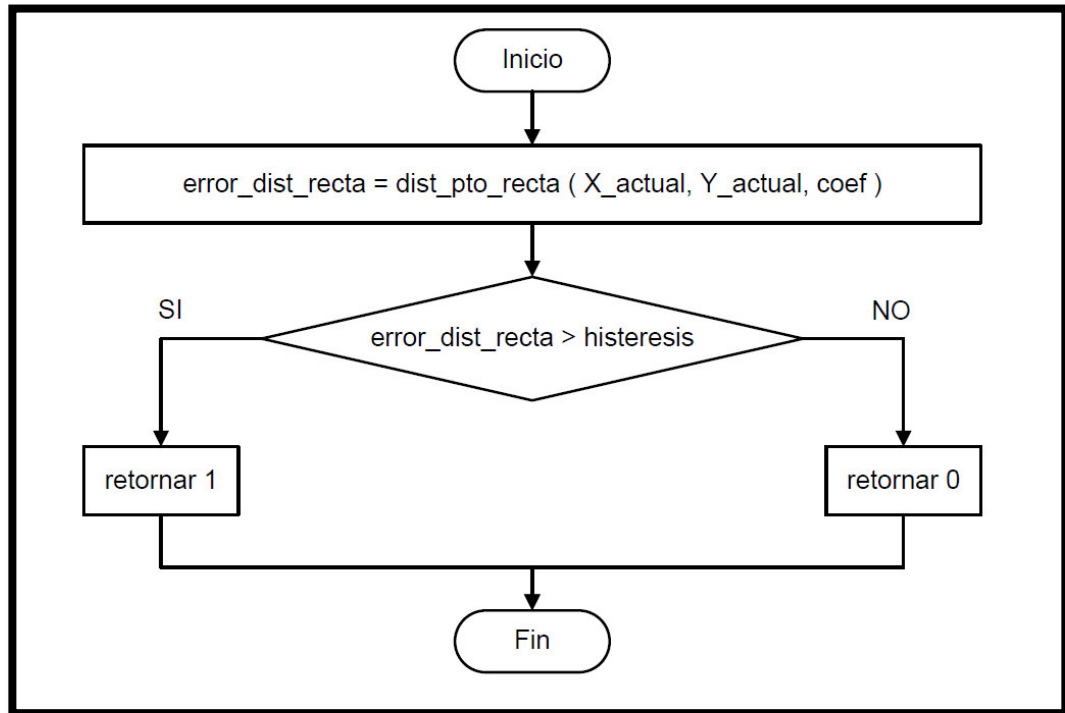 Inicio
error_dist_recta = dist_pto_recta ( X_actual, Y_actual, coef )
SI
NO
error_dist_recta > histeresis
retornar 1
retornar 0
Fin